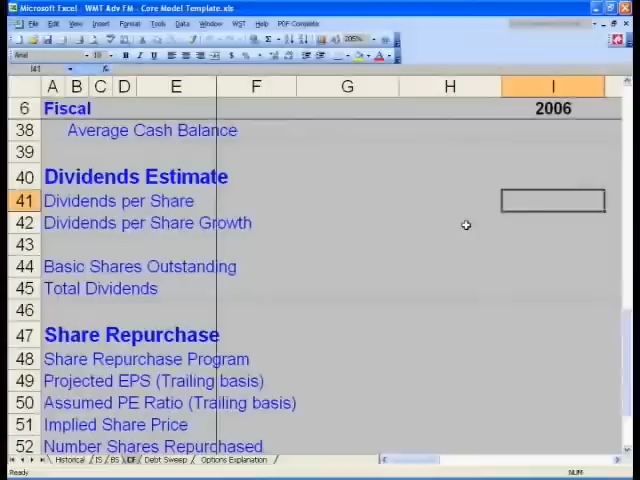 Microsoft Excel - WMT Adv FM - Core Model Template.xls
File Edit View Insert Format Tools Data Window WST Help PDF Complete
205%
Arial 10 B I U
I41 fx
A B C D E F G H I
6 Fiscal 2006
38 Average Cash Balance
39
40 Dividends Estimate
41 Dividends per Share
42 Dividends per Share Growth
43
44 Basic Shares Outstanding
45 Total Dividends
46
47 Share Repurchase
48 Share Repurchase Program
49 Projected EPS (Trailing basis)
50 Assumed PE Ratio (Trailing basis)
51 Implied Share Price
52 Number Shares Repurchased
Historical IS BS CF Debt Sweep Options Explanation
Ready NUM